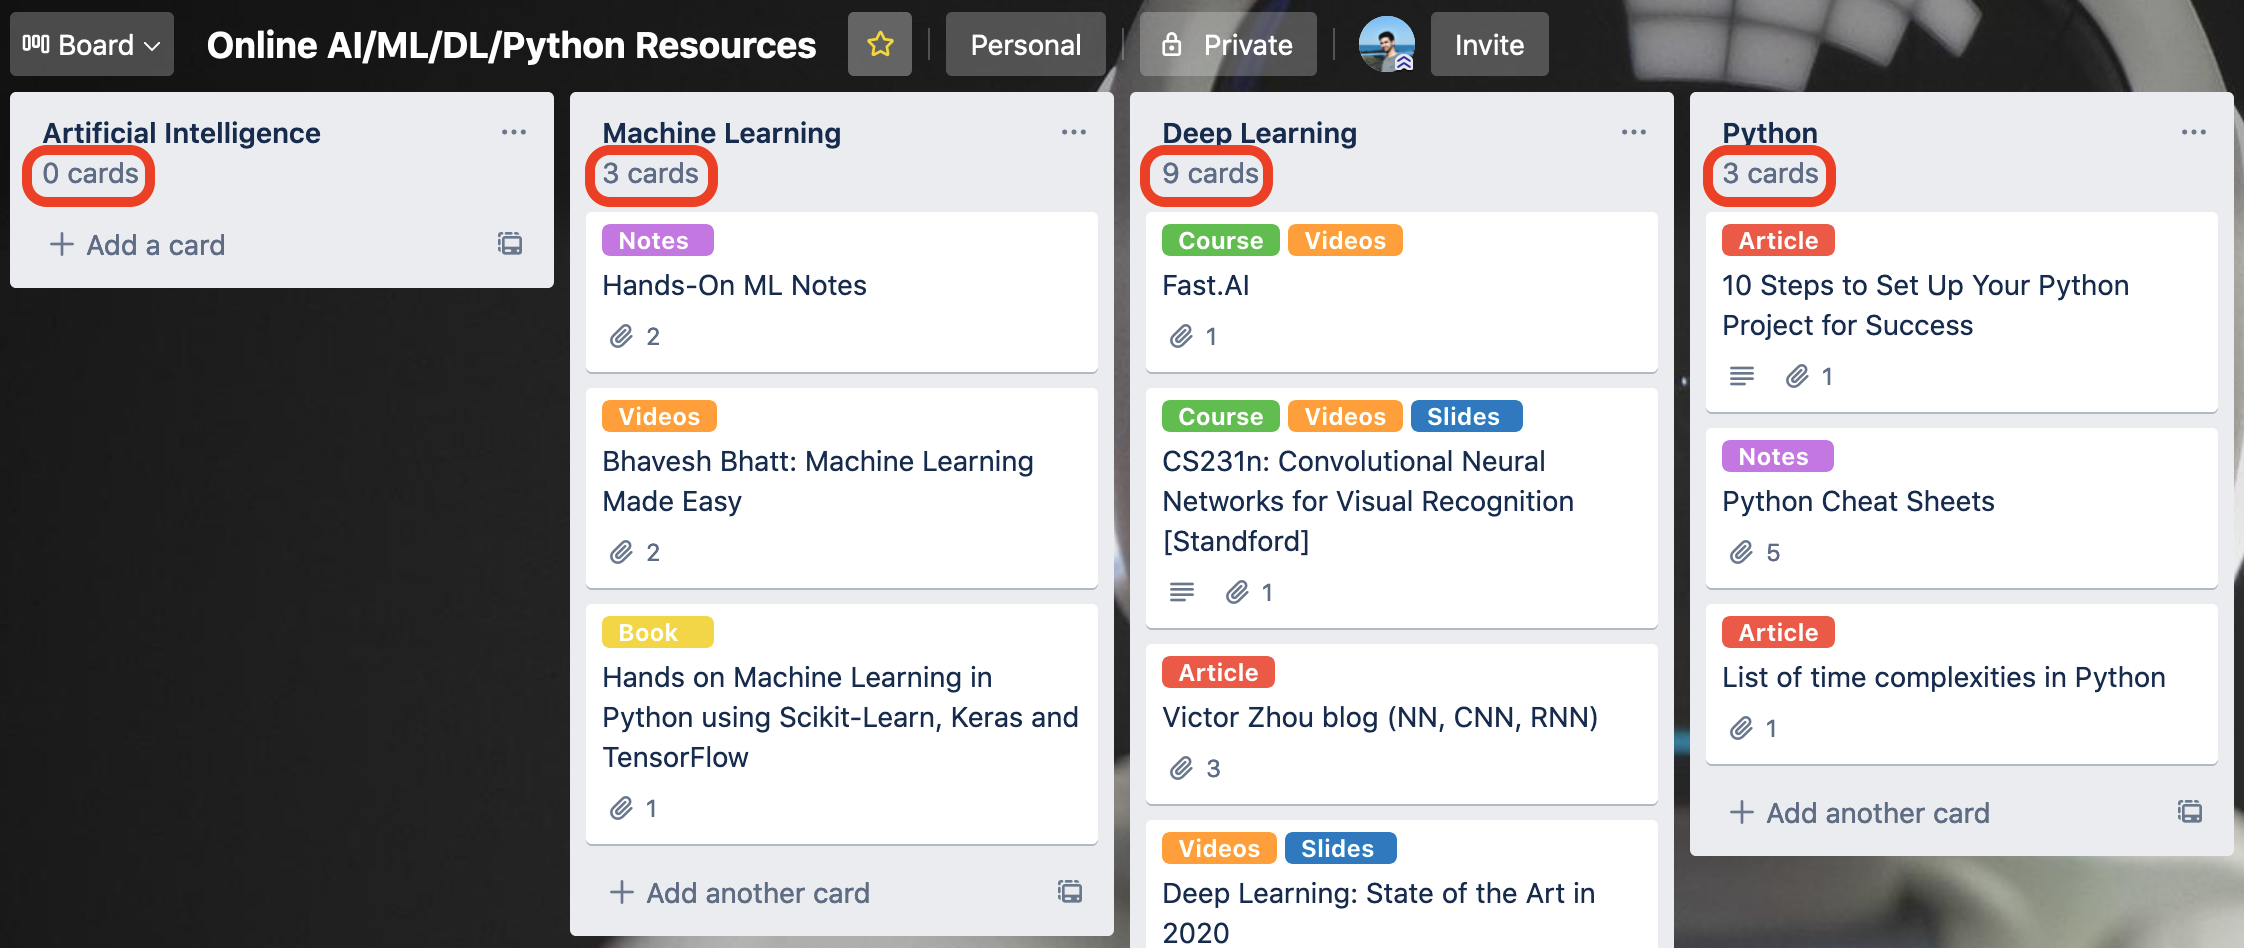 Board
Online AI/ML/DL/Python Resources
Personal
Private
Invite
Artificial Intelligence
0 cards
Add a card
Machine Learning
3 cards
Notes
Hands-On ML Notes
2
Videos
Bhavesh Bhatt: Machine Learning
Made Easy
2
Book
Hands on Machine Learning in
Python using Scikit-Learn, Keras and
TensorFlow
1
Add another card
Deep Learning
9 cards
Course Videos
Fast.AI
1
Course Videos Slides
CS231n: Convolutional Neural
Networks for Visual Recognition
[Standford]
1
Article
Victor Zhou blog (NN, CNN, RNN)
3
Videos Slides
Deep Learning: State of the Art in
2020
Python
3 cards
Article
10 Steps to Set Up Your Python
Project for Success
1
Notes
Python Cheat Sheets
5
Article
List of time complexities in Python
1
Add another card